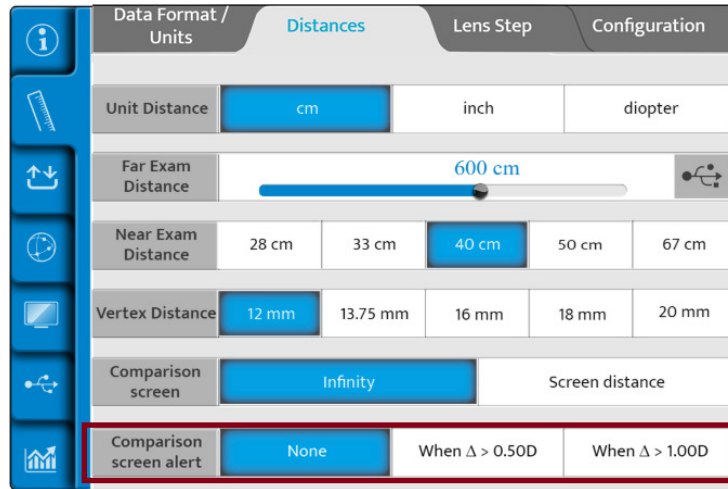 Data Format /
Units
Distances
Lens Step
Configuration
Unit Distance
cm
inch
diopter
Far Exam
Distance
600 cm
Near Exam
Distance
28 cm
33 cm
40 cm
50 cm
67 cm
Vertex Distance
12 mm
13.75 mm
16 mm
18 mm
20 mm
Comparison
screen
Infinity
Screen distance
Comparison
screen alert
None
When Δ > 0.50D
When Δ > 1.00D